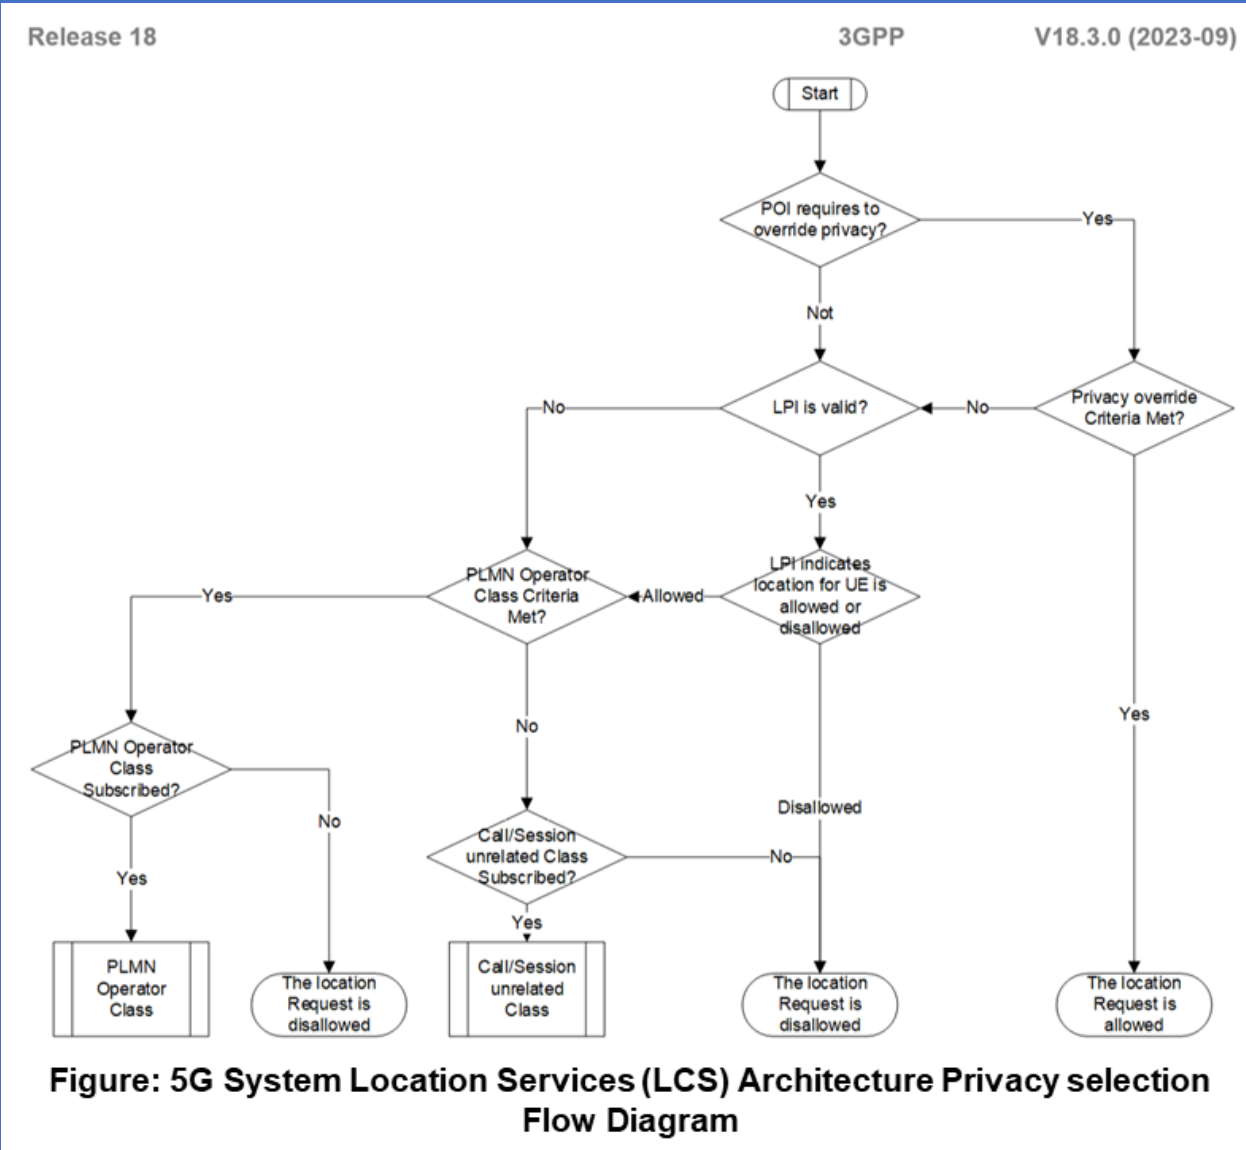 Release 18 3GPP V18.3.0 (2023-09)
Start
POI requires to
override privacy?
Yes
Not
LPI is valid?
No
No
Privacy override
Criteria Met?
Yes
LPI indicates
location for UE is
allowed or
disallowed
Allowed
PLMN Operator
Class Criteria
Met?
Yes
No
Yes
PLMN Operator
Class
Subscribed?
No
Disallowed
Call/Session
unrelated Class
Subscribed?
No
Yes
Yes
PLMN
Operator
Class
The location
Request is
disallowed
Call/Session
unrelated
Class
The location
Request is
disallowed
The location
Request is
allowed
Figure: 5G System Location Services (LCS) Architecture Privacy selection
Flow Diagram